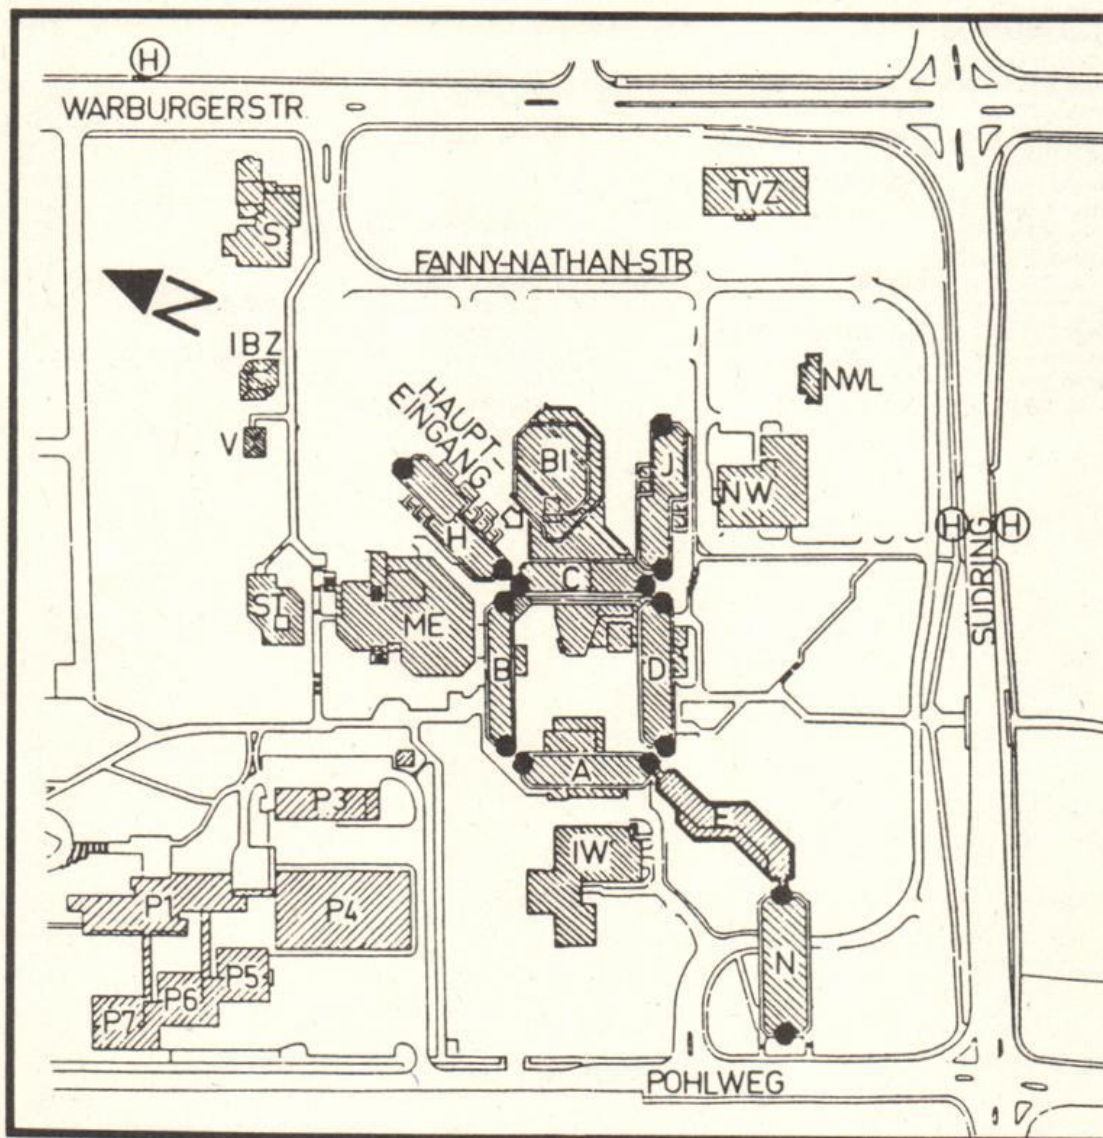 H
WARBURGERSTR.
TVZ
S
FANNY-NATHAN-STR
N
IBZ
NWL
HAUPT-
EINGANG
V
BI
J
NW
H
H
H
SÜDRING
C
ST
ME
B
D
A
P3
E
IW
P1
P4
N
P5
P6
P7
POHLWEG